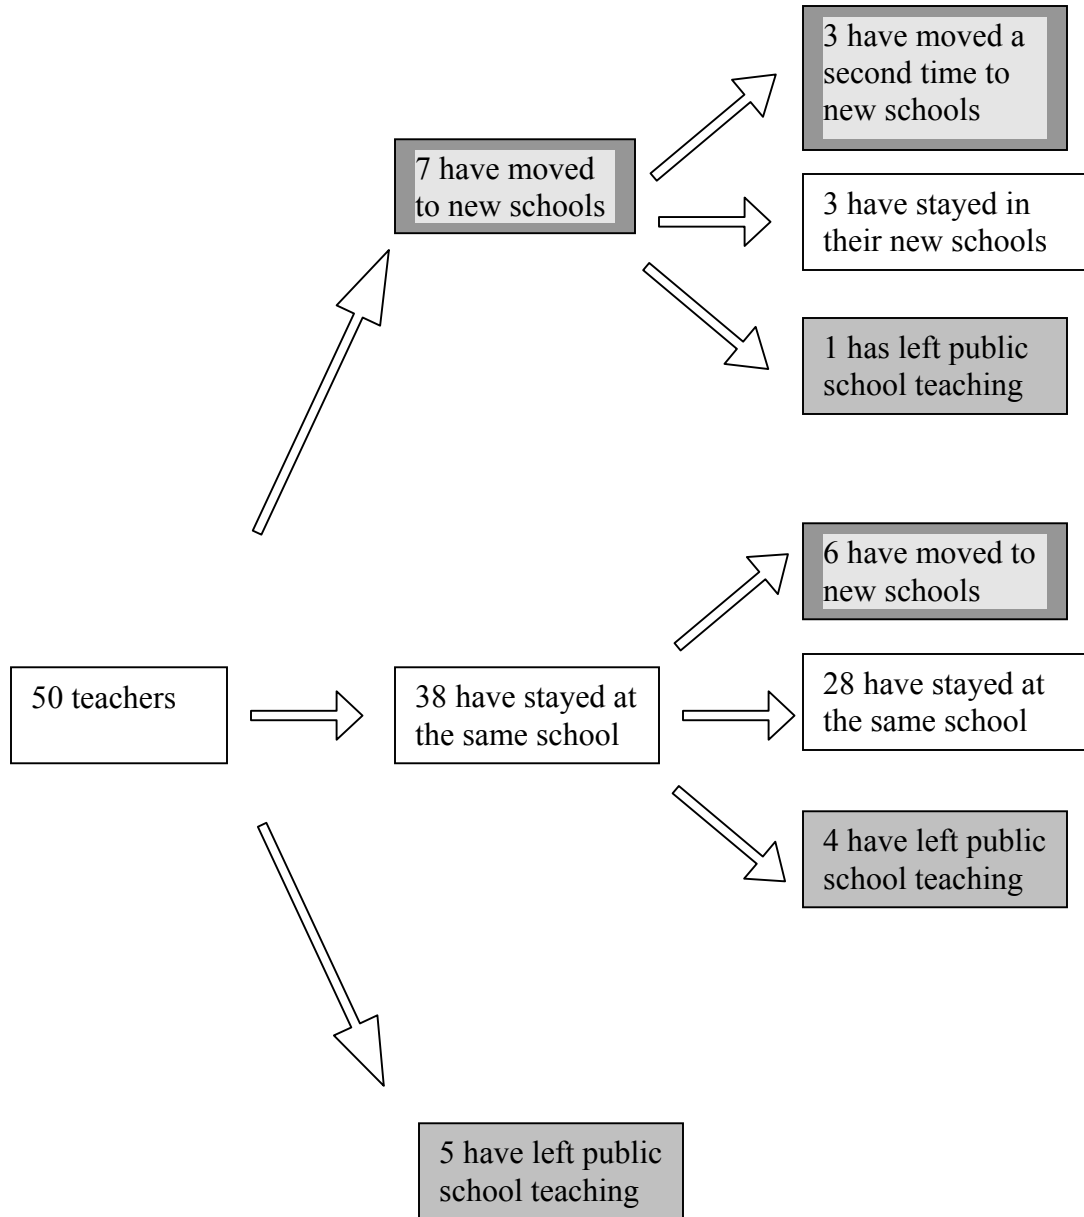 3 have moved a
second time to
new schools
7 have moved
to new schools
3 have stayed in
their new schools
1 has left public
school teaching
6 have moved to
new schools
50 teachers
38 have stayed at
the same school
28 have stayed at
the same school
4 have left public
school teaching
5 have left public
school teaching